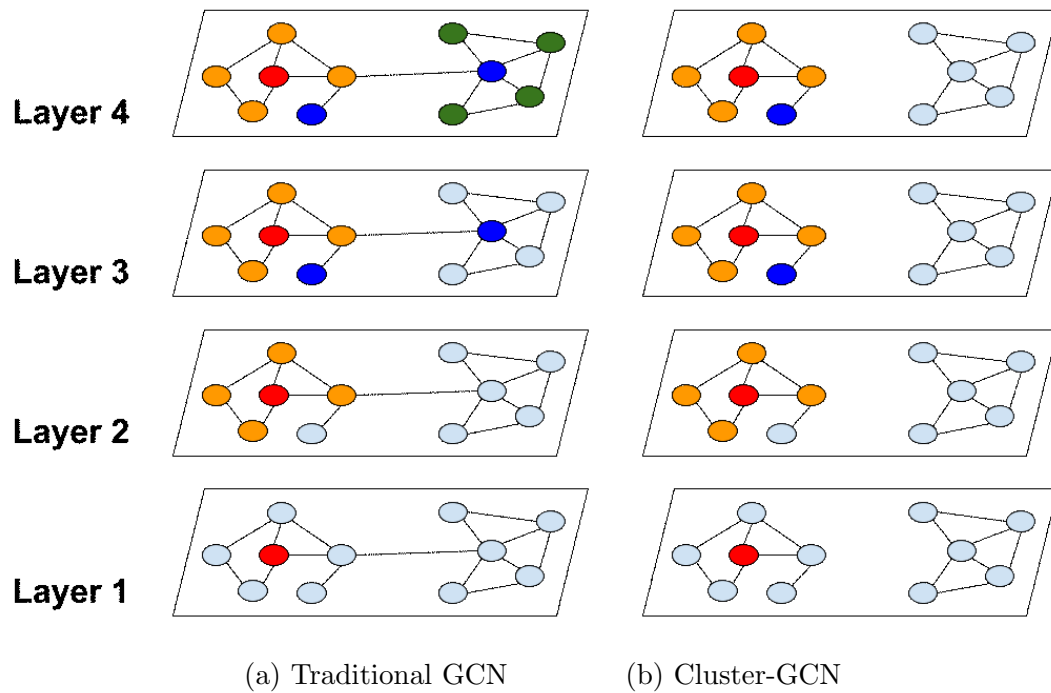 Layer 4
Layer 3
Layer 2
Layer 1
(a) Traditional GCN
(b) Cluster-GCN